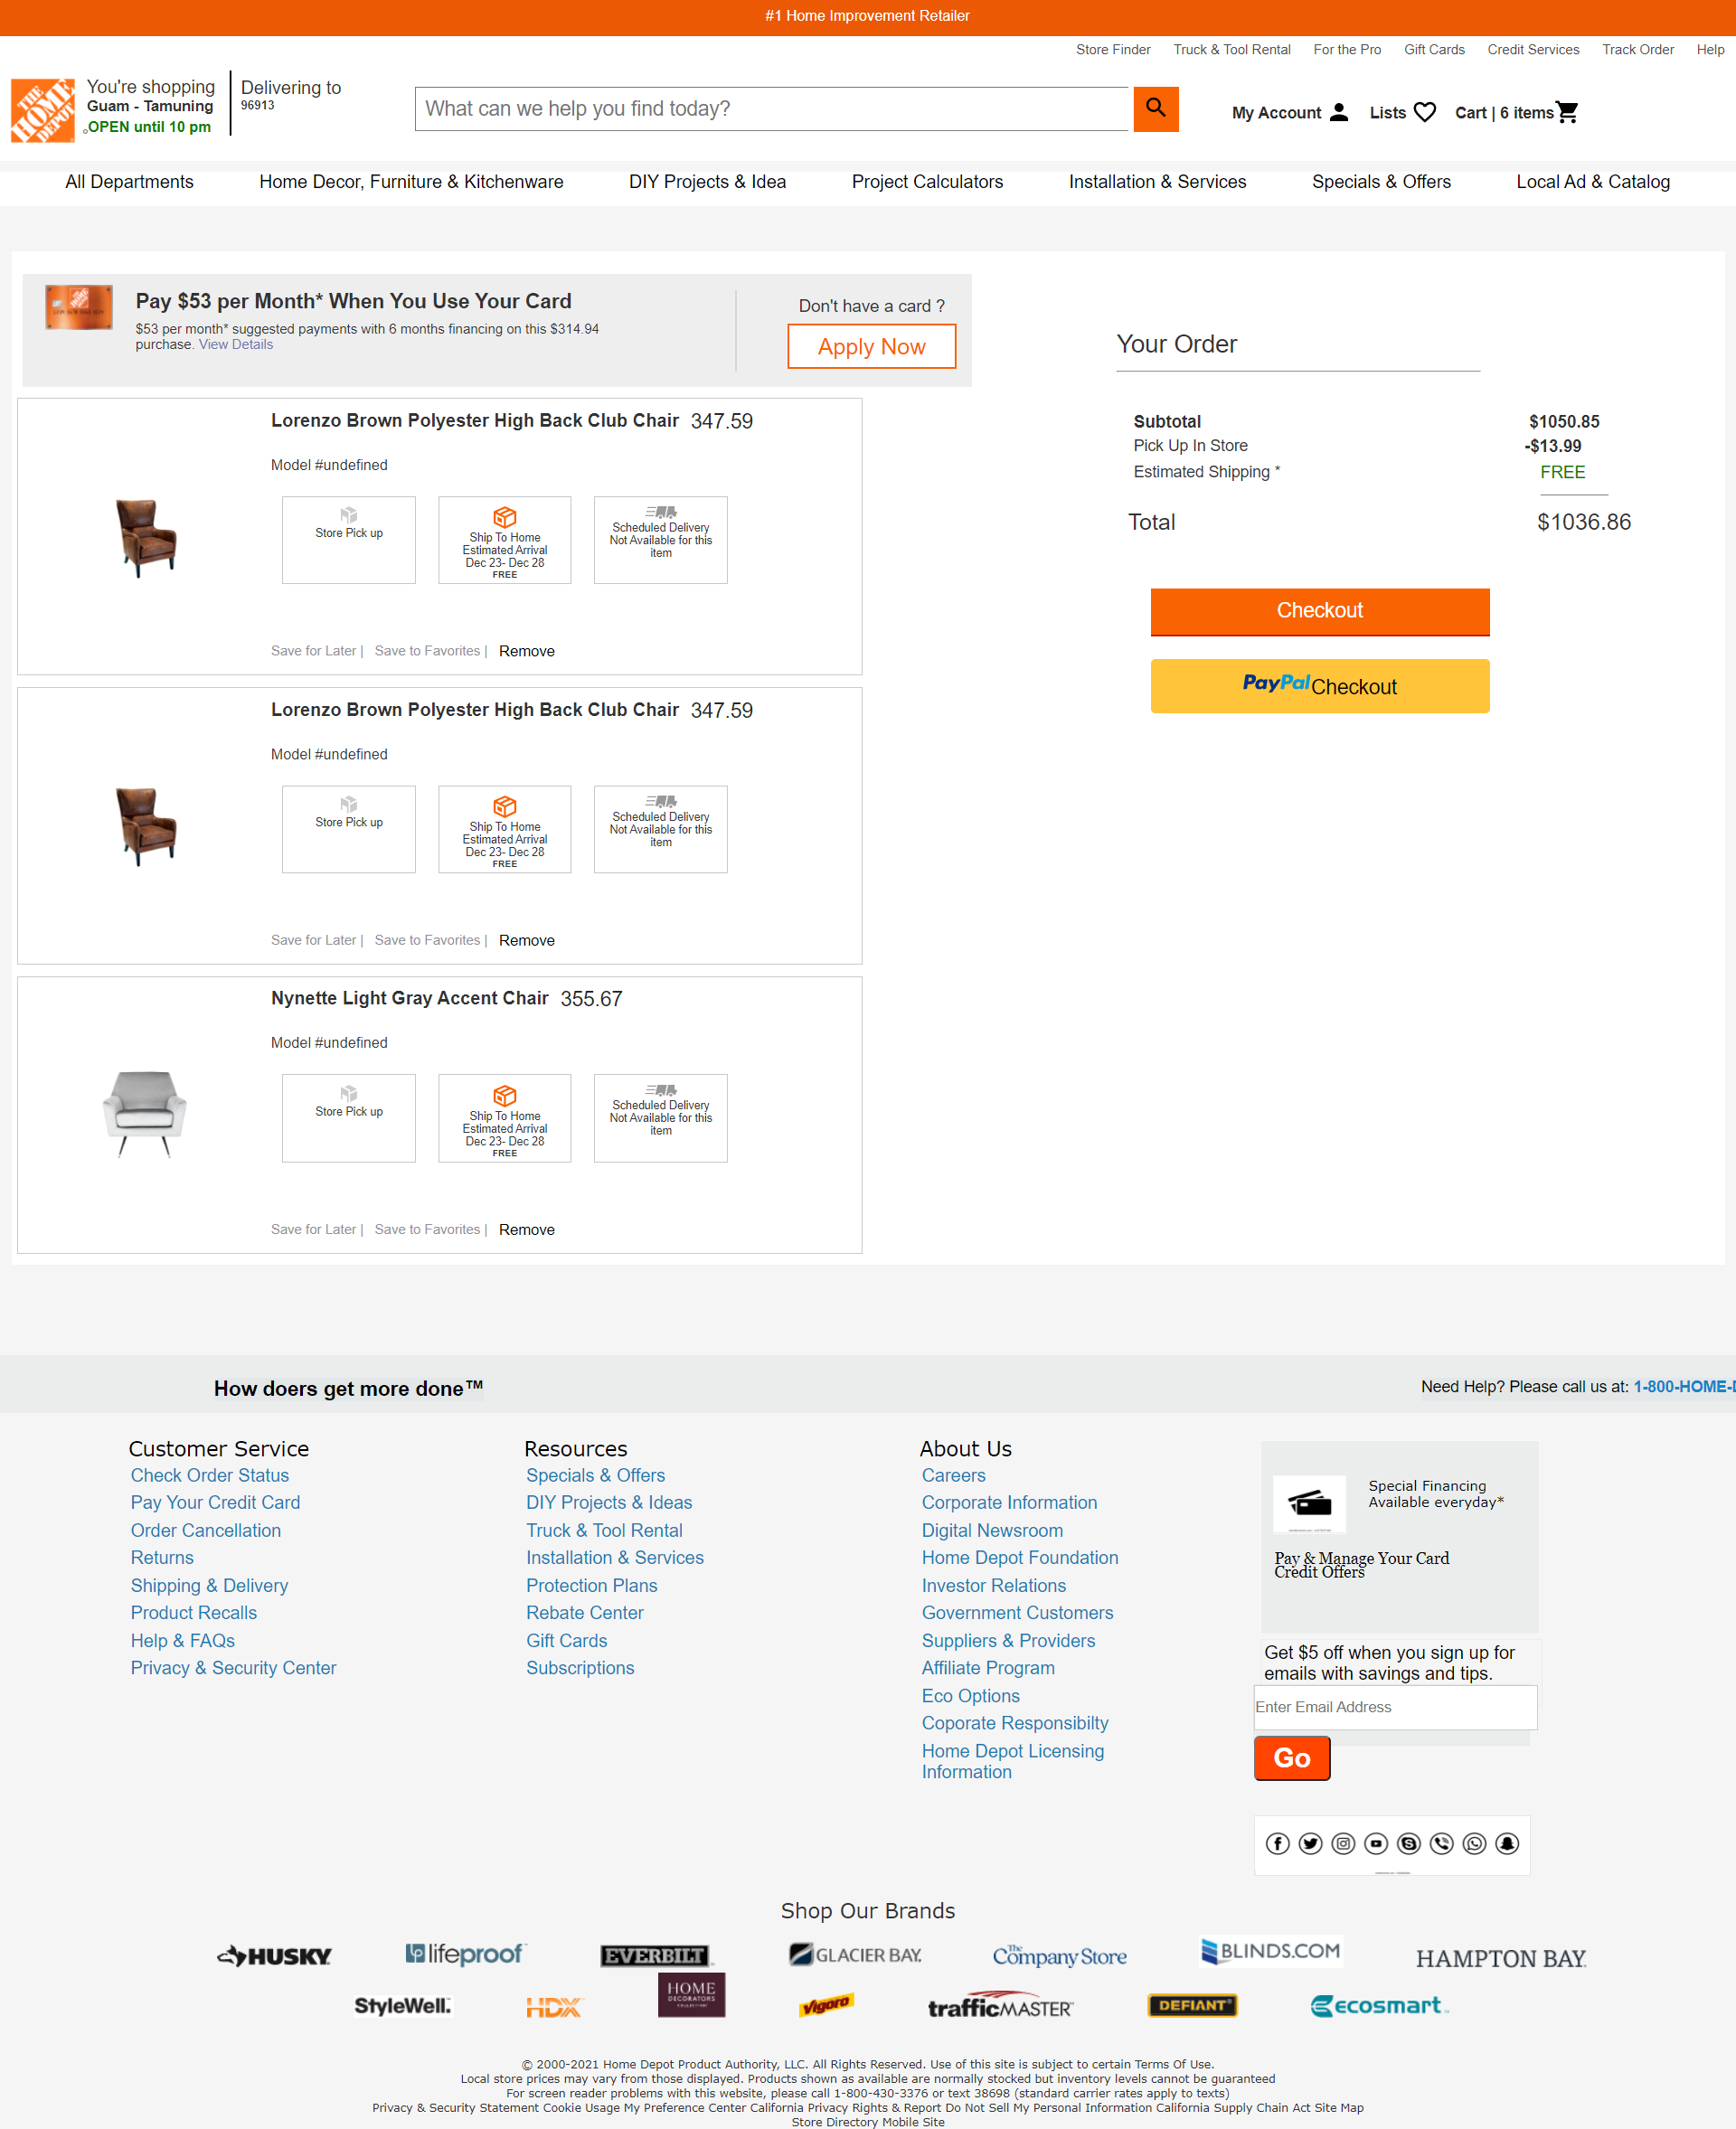 #1 Home Improvement Retailer
Store Finder Truck & Tool Rental For the Pro Gift Cards Credit Services Track Order Help
THE HOME DEPOT
You're shopping
Guam - Tamuning
OPEN until 10 pm
Delivering to
96913
What can we help you find today?
My Account Lists Cart | 6 items
All Departments Home Decor, Furniture & Kitchenware DIY Projects & Idea Project Calculators Installation & Services Specials & Offers Local Ad & Catalog
Pay $53 per Month* When You Use Your Card
$53 per month* suggested payments with 6 months financing on this $314.94
purchase. View Details
Don't have a card ?
Apply Now
Your Order
Subtotal $1050.85
Pick Up In Store -$13.99
Estimated Shipping * FREE
Total $1036.86
Checkout
PayPal Checkout
Lorenzo Brown Polyester High Back Club Chair 347.59
Model #undefined
Store Pick up
Ship To Home
Estimated Arrival
Dec 23- Dec 28
FREE
Scheduled Delivery
Not Available for this
item
Save for Later | Save to Favorites | Remove
Lorenzo Brown Polyester High Back Club Chair 347.59
Model #undefined
Store Pick up
Ship To Home
Estimated Arrival
Dec 23- Dec 28
FREE
Scheduled Delivery
Not Available for this
item
Save for Later | Save to Favorites | Remove
Nynette Light Gray Accent Chair 355.67
Model #undefined
Store Pick up
Ship To Home
Estimated Arrival
Dec 23- Dec 28
FREE
Scheduled Delivery
Not Available for this
item
Save for Later | Save to Favorites | Remove
How doers get more done™
Need Help? Please call us at: 1-800-HOME-
Customer Service
Check Order Status
Pay Your Credit Card
Order Cancellation
Returns
Shipping & Delivery
Product Recalls
Help & FAQs
Privacy & Security Center
Resources
Specials & Offers
DIY Projects & Ideas
Truck & Tool Rental
Installation & Services
Protection Plans
Rebate Center
Gift Cards
Subscriptions
About Us
Careers
Corporate Information
Digital Newsroom
Home Depot Foundation
Investor Relations
Government Customers
Suppliers & Providers
Affiliate Program
Eco Options
Coporate Responsibilty
Home Depot Licensing
Information
Special Financing
Available everyday*
Pay & Manage Your Card
Credit Offers
Get $5 off when you sign up for
emails with savings and tips.
Enter Email Address
Go
Shop Our Brands
HUSKY lifeproof EVERBILT GLACIER BAY. The Company Store BLINDS.COM HAMPTON BAY.
StyleWell. HDX HOME DECORATORS COLLECTION Vigoro trafficMASTER DEFIANT ecosmart
© 2000-2021 Home Depot Product Authority, LLC. All Rights Reserved. Use of this site is subject to certain Terms Of Use.
Local store prices may vary from those displayed. Products shown as available are normally stocked but inventory levels cannot be guaranteed
For screen reader problems with this website, please call 1-800-430-3376 or text 38698 (standard carrier rates apply to texts)
Privacy & Security Statement Cookie Usage My Preference Center California Privacy Rights & Report Do Not Sell My Personal Information California Supply Chain Act Site Map
Store Directory Mobile Site